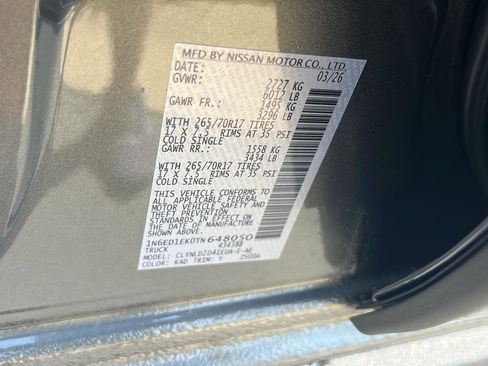 MFD BY NISSAN MOTOR CO., LTD.
DATE: 03/26
GVWR: 2727 KG
6012 LB
GAWR FR.: 1495 KG
3296 LB
WITH 265/70R17 TIRES
17 X 7.5 RIMS AT 35 PSI
COLD SINGLE
GAWR RR.: 1558 KG
3434 LB
WITH 265/70R17 TIRES
17 X 7.5 RIMS AT 35 PSI
COLD SINGLE
THIS VEHICLE CONFORMS TO
ALL APPLICABLE FEDERAL
MOTOR VEHICLE SAFETY AND
THEFT PREVENTION
STANDARDS IN EFFECT ON
THE DATE OF MANUFACTURE
SHOWN ABOVE.
1N6ED1EK0TN648050
TRUCK 434388
MODEL: CLYNLDZD41EUA-E-AE
COLOR: KAD TRIM: Y 2500A